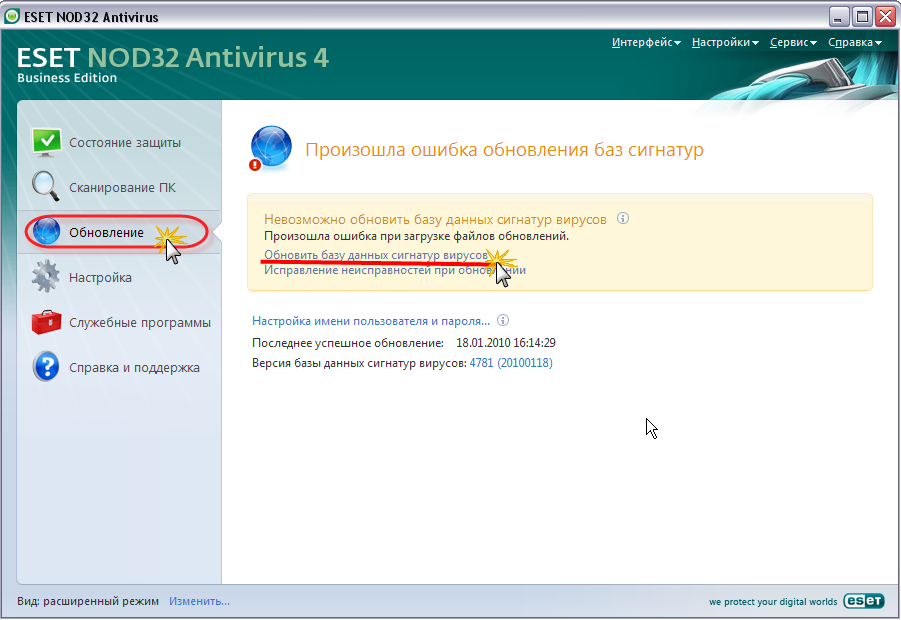 ESET NOD32 Antivirus
Интерфейс Настройки Сервис Справка
ESET NOD32 Antivirus 4
Business Edition
Состояние защиты
Сканирование ПК
Обновление
Настройка
Служебные программы
Справка и поддержка
Произошла ошибка обновления баз сигнатур
Невозможно обновить базу данных сигнатур вирусов
Произошла ошибка при загрузке файлов обновлений.
Обновить базу данных сигнатур вирусов
Исправление неисправностей при обновлении
Настройка имени пользователя и пароля...
Последнее успешное обновление: 18.01.2010 16:14:29
Версия базы данных сигнатур вирусов: 4781 (20100118)
Вид: расширенный режим Изменить...
we protect your digital worlds eset